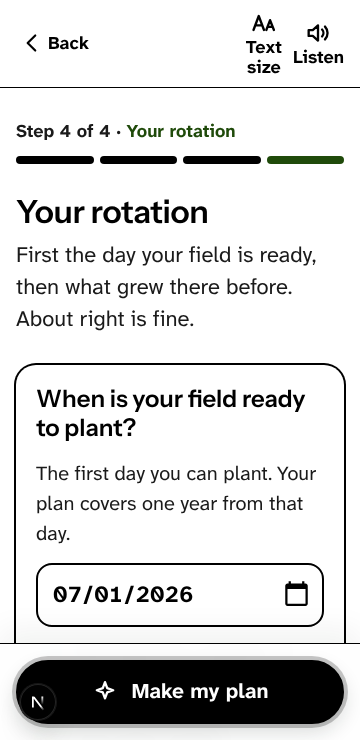 Back
Text
size
Listen
Step 4 of 4 · Your rotation
Your rotation
First the day your field is ready,
then what grew there before.
About right is fine.
When is your field ready
to plant?
The first day you can plant. Your
plan covers one year from that
day.
07/01/2026
Make my plan
N